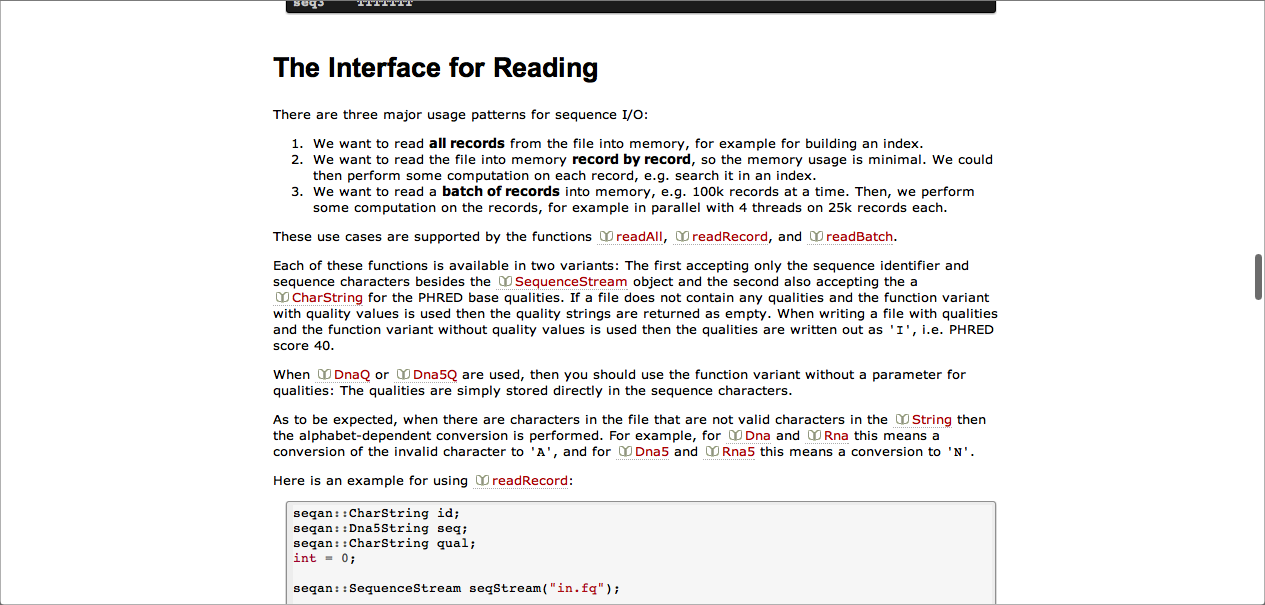 seq3 TTTTTTT
The Interface for Reading
There are three major usage patterns for sequence I/O:
1. We want to read all records from the file into memory, for example for building an index.
2. We want to read the file into memory record by record, so the memory usage is minimal. We could
then perform some computation on each record, e.g. search it in an index.
3. We want to read a batch of records into memory, e.g. 100k records at a time. Then, we perform
some computation on the records, for example in parallel with 4 threads on 25k records each.
These use cases are supported by the functions readAll, readRecord, and readBatch.
Each of these functions is available in two variants: The first accepting only the sequence identifier and
sequence characters besides the SequenceStream object and the second also accepting the a
CharString for the PHRED base qualities. If a file does not contain any qualities and the function variant
with quality values is used then the quality strings are returned as empty. When writing a file with qualities
and the function variant without quality values is used then the qualities are written out as 'I', i.e. PHRED
score 40.
When DnaQ or Dna5Q are used, then you should use the function variant without a parameter for
qualities: The qualities are simply stored directly in the sequence characters.
As to be expected, when there are characters in the file that are not valid characters in the String then
the alphabet-dependent conversion is performed. For example, for Dna and Rna this means a
conversion of the invalid character to 'A', and for Dna5 and Rna5 this means a conversion to 'N'.
Here is an example for using readRecord:
seqan::CharString id;
seqan::Dna5String seq;
seqan::CharString qual;
int = 0;
seqan::SequenceStream seqStream("in.fq");